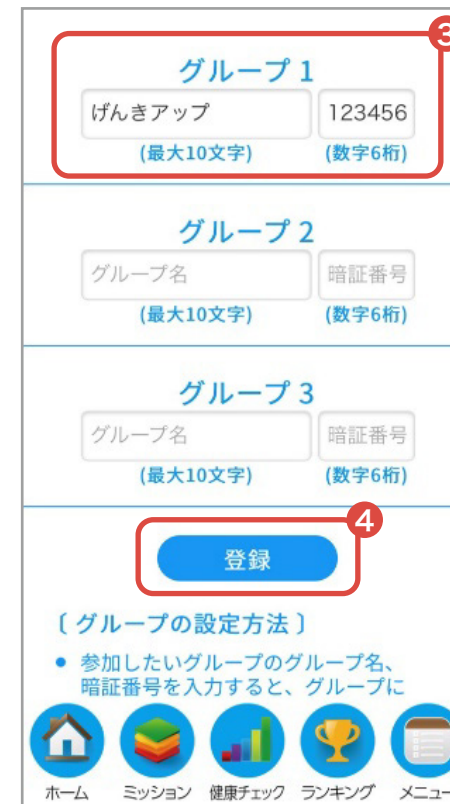 3
グループ 1
げんきアップ 123456
(最大10文字) (数字6桁)
グループ 2
グループ名 暗証番号
(最大10文字) (数字6桁)
グループ 3
グループ名 暗証番号
(最大10文字) (数字6桁)
4
登録
〔 グループの設定方法 〕
• 参加したいグループのグループ名、
暗証番号を入力すると、グループに
ホーム ミッション 健康チェック ランキング メニュー